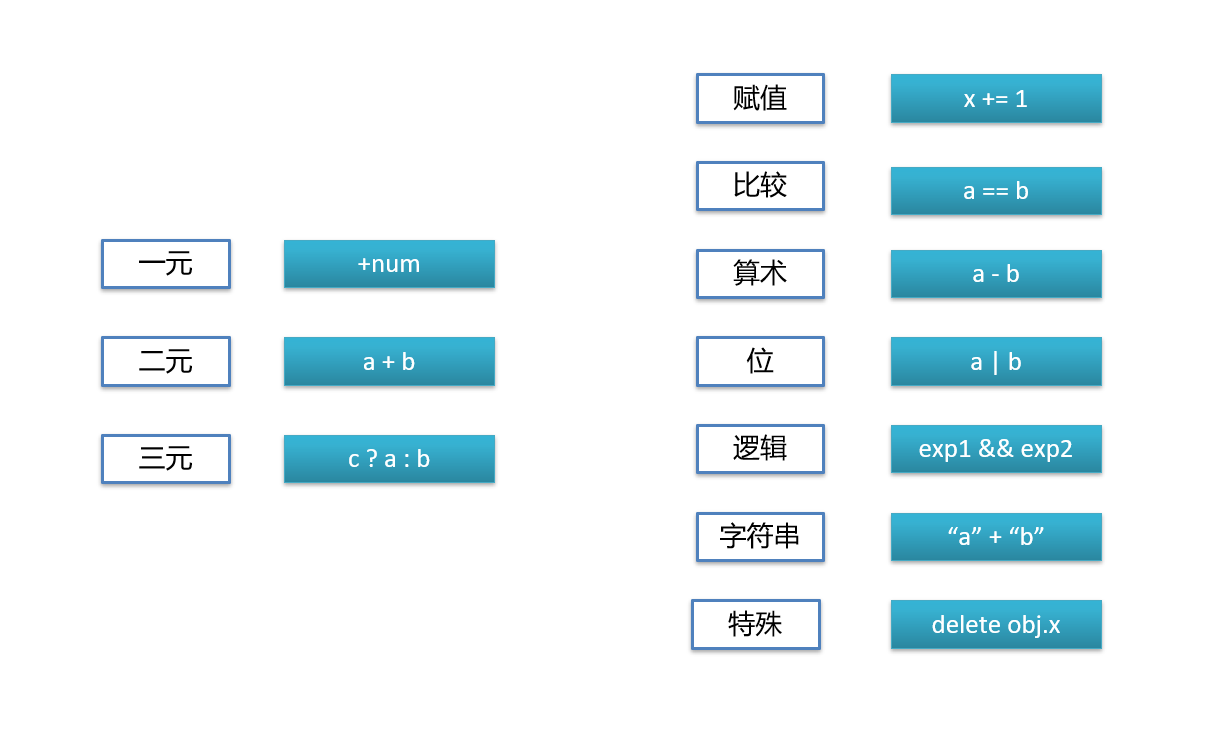 一元
+num
二元
a + b
三元
c ? a : b
赋值
x += 1
比较
a == b
算术
a - b
位
a | b
逻辑
exp1 && exp2
字符串
“a” + “b”
特殊
delete obj.x